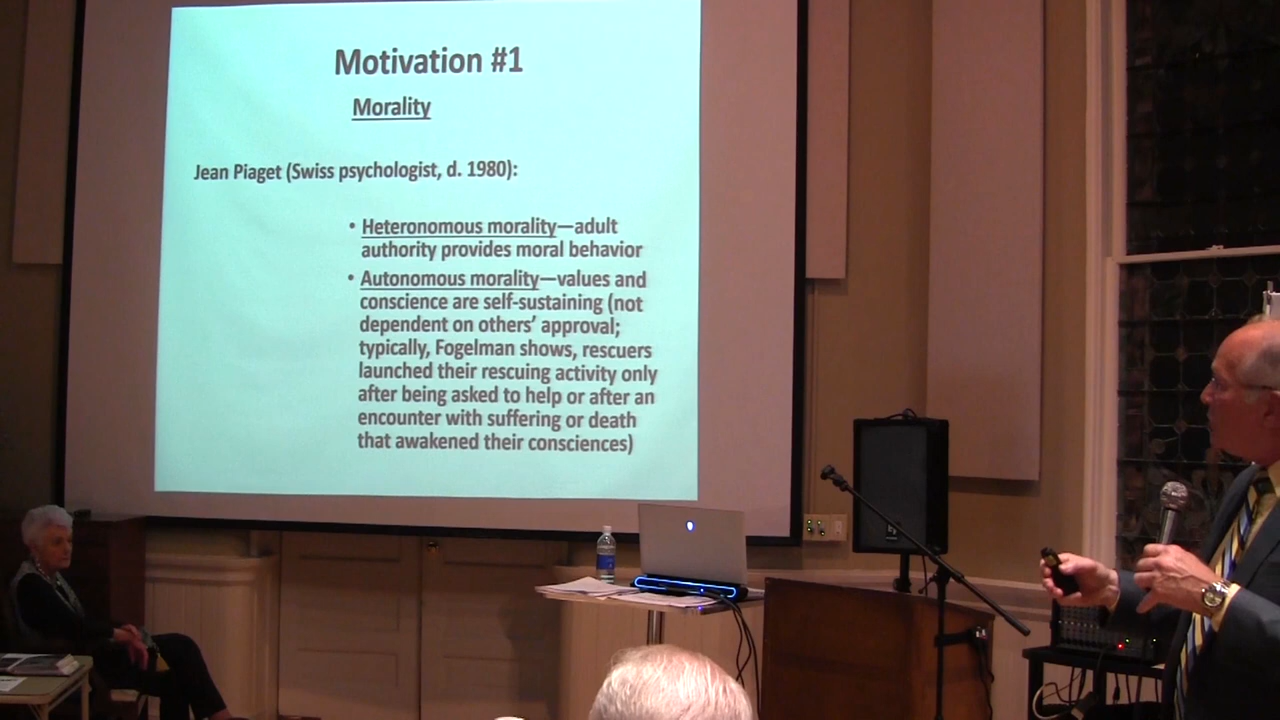 Motivation #1
Morality
Jean Piaget (Swiss psychologist, d. 1980):
• Heteronomous morality—adult
authority provides moral behavior
• Autonomous morality—values and
conscience are self-sustaining (not
dependent on others' approval;
typically, Fogelman shows, rescuers
launched their rescuing activity only
after being asked to help or after an
encounter with suffering or death
that awakened their consciences)